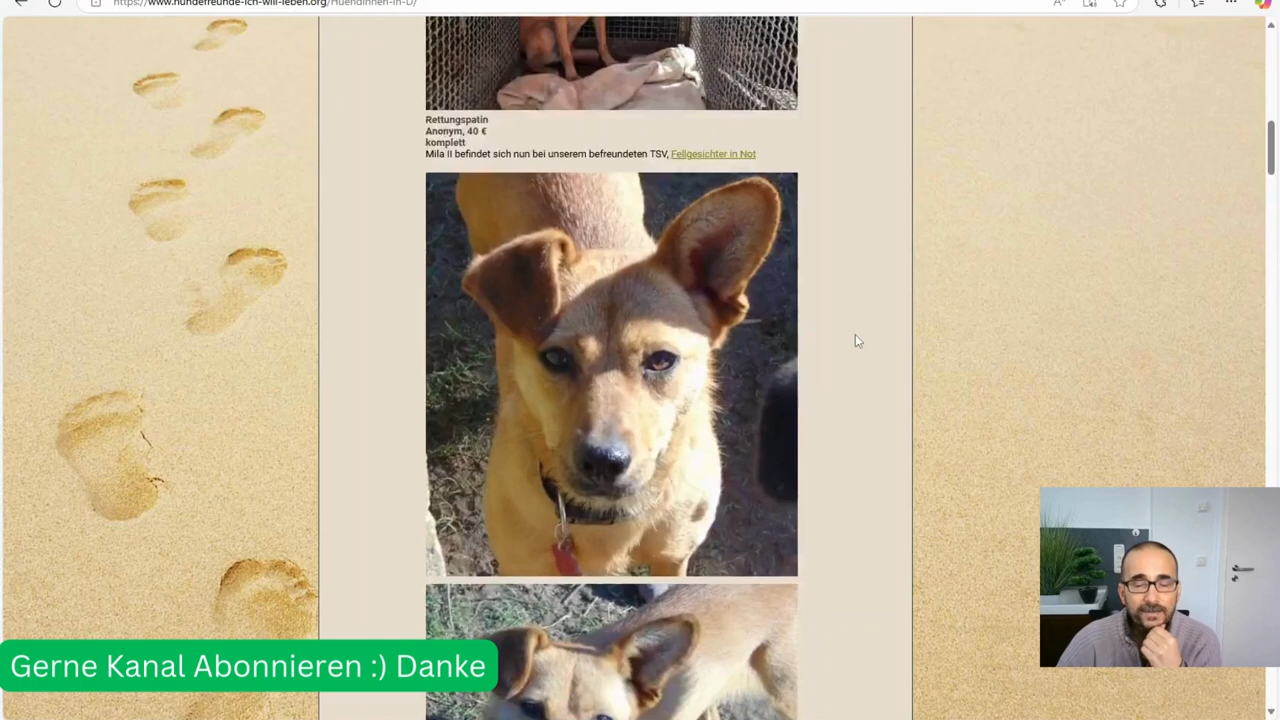 https://www.hundefreunde-ich-will-leben.org/Huendinnen-in-D/
Rettungspatin
Anonym, 40 €
komplett
Mila II befindet sich nun bei unserem befreundeten TSV, Fellgesichter in Not
Gerne Kanal Abonnieren :) Danke